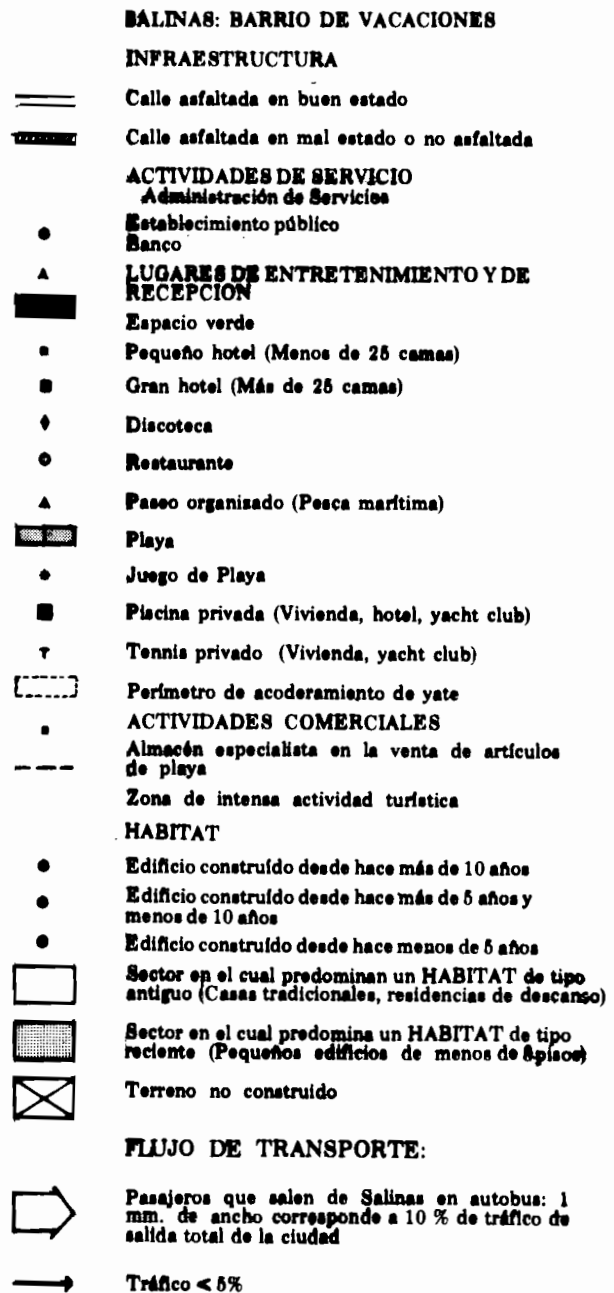 SALINAS: BARRIO DE VACACIONES
INFRAESTRUCTURA
Calle asfaltada en buen estado
Calle asfaltada en mal estado o no asfaltada
ACTIVIDADES DE SERVICIO
Administración de Servicios
Establecimiento público
Banco
LUGARES DE ENTRETENIMIENTO Y DE
RECEPCION
Espacio verde
Pequeño hotel (Menos de 25 camas)
Gran hotel (Más de 25 camas)
Discoteca
Restaurante
Paseo organisado (Pesca marítima)
Playa
Juego de Playa
Piscina privada (Vivienda, hotel, yacht club)
T Tennis privado (Vivienda, yacht club)
Perímetro de acoderamiento de yate
ACTIVIDADES COMERCIALES
Almacén especialista en la venta de artículos
de playa
Zona de intensa actividad turística
HABITAT
Edificio construído desde hace más de 10 años
Edificio construído desde hace más de 5 años y
menos de 10 años
Edificio construído desde hace menos de 5 años
Sector en el cual predominan un HABITAT de tipo
antiguo (Casas tradicionales, residencias de descanso)
Sector en el cual predomina un HABITAT de tipo
reciente (Pequeños edificios de menos de pisos)
Terreno no construido
FLUJO DE TRANSPORTE:
Pasajeros que salen de Salinas en autobus: 1
mm. de ancho corresponde a 10 % de tráfico de
salida total de la ciudad
Tráfico < 5%